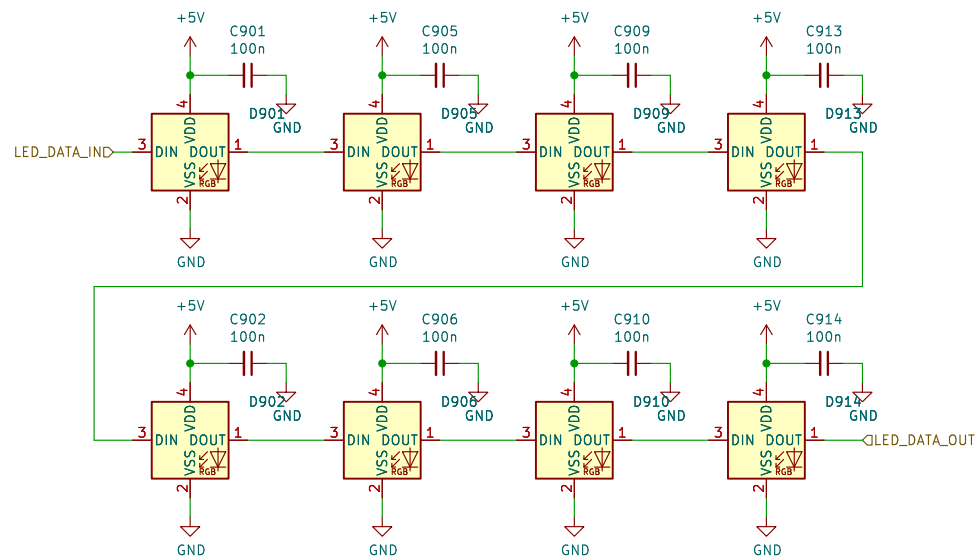 +5V +5V +5V +5V
C901 C905 C909 C913
100n 100n 100n 100n
D901 D905 D909 D913
GND GND GND GND
4 VDD 4 VDD 4 VDD 4 VDD
LED_DATA_IN 3 DIN DOUT 1 3 DIN DOUT 1 3 DIN DOUT 1 3 DIN DOUT 1
VSS RGB VSS RGB VSS RGB VSS RGB
2 2 2 2
GND GND GND GND
+5V +5V +5V +5V
C902 C906 C910 C914
100n 100n 100n 100n
D902 D906 D910 D914
GND GND GND GND
4 VDD 4 VDD 4 VDD 4 VDD
3 DIN DOUT 1 3 DIN DOUT 1 3 DIN DOUT 1 3 DIN DOUT 1 LED_DATA_OUT
VSS RGB VSS RGB VSS RGB VSS RGB
2 2 2 2
GND GND GND GND